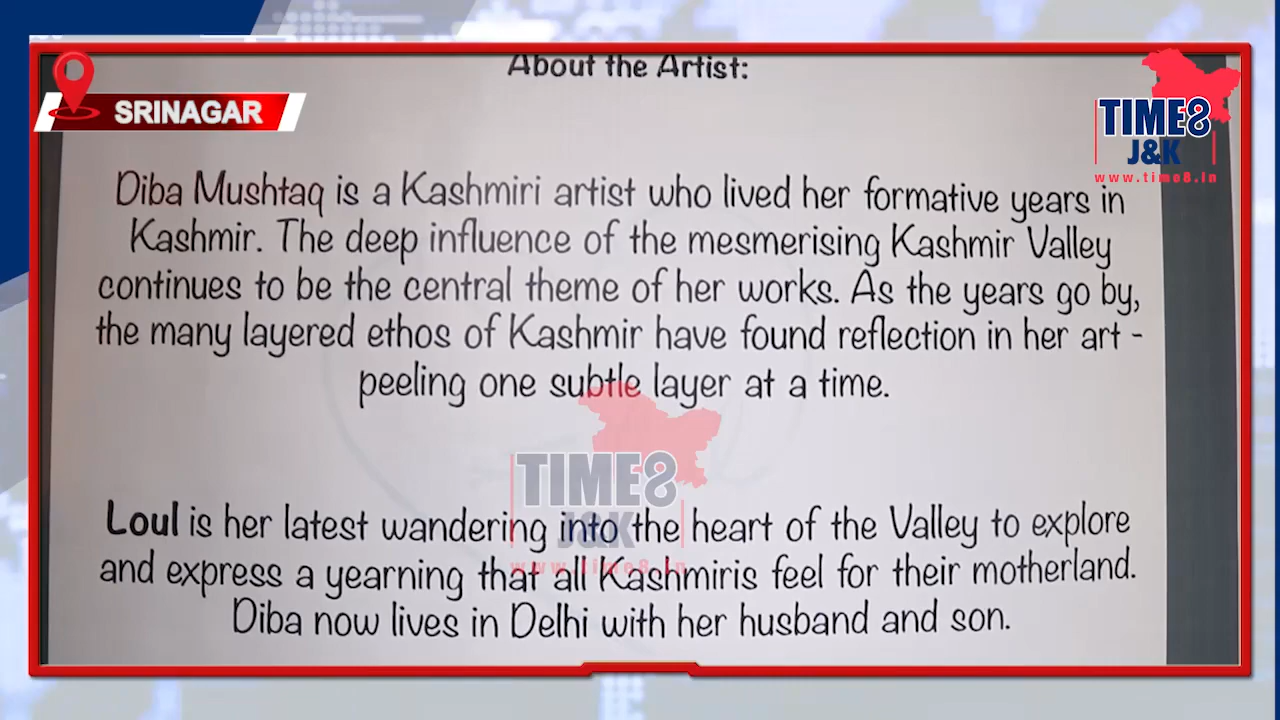 About the Artist:
SRINAGAR
TIME8
J&K
www.time8.in
Diba Mushtaq is a Kashmiri artist who lived her formative years in
Kashmir. The deep influence of the mesmerising Kashmir Valley
continues to be the central theme of her works. As the years go by,
the many layered ethos of Kashmir have found reflection in her art -
peeling one subtle layer at a time.
TIME8
J&K
www.time8.in
Loul is her latest wandering into the heart of the Valley to explore
and express a yearning that all Kashmiris feel for their motherland.
Diba now lives in Delhi with her husband and son.